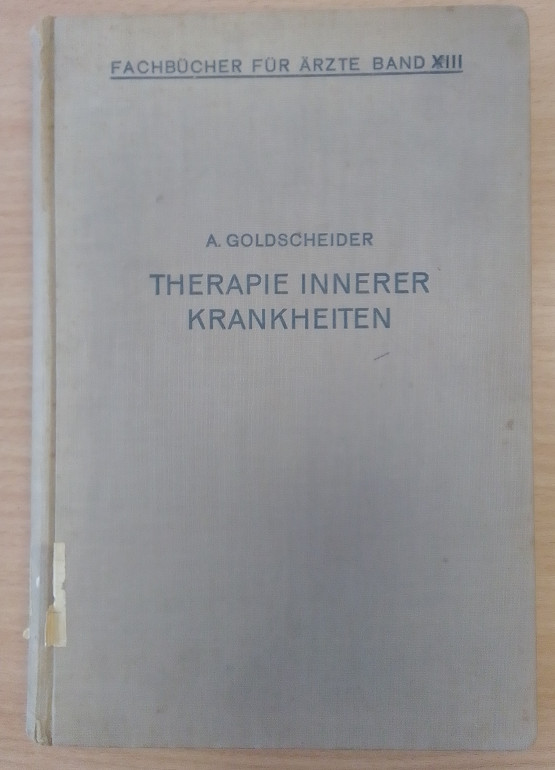 FACHBÜCHER FÜR ÄRZTE BAND XIII
A. GOLDSCHEIDER
THERAPIE INNERER
KRANKHEITEN